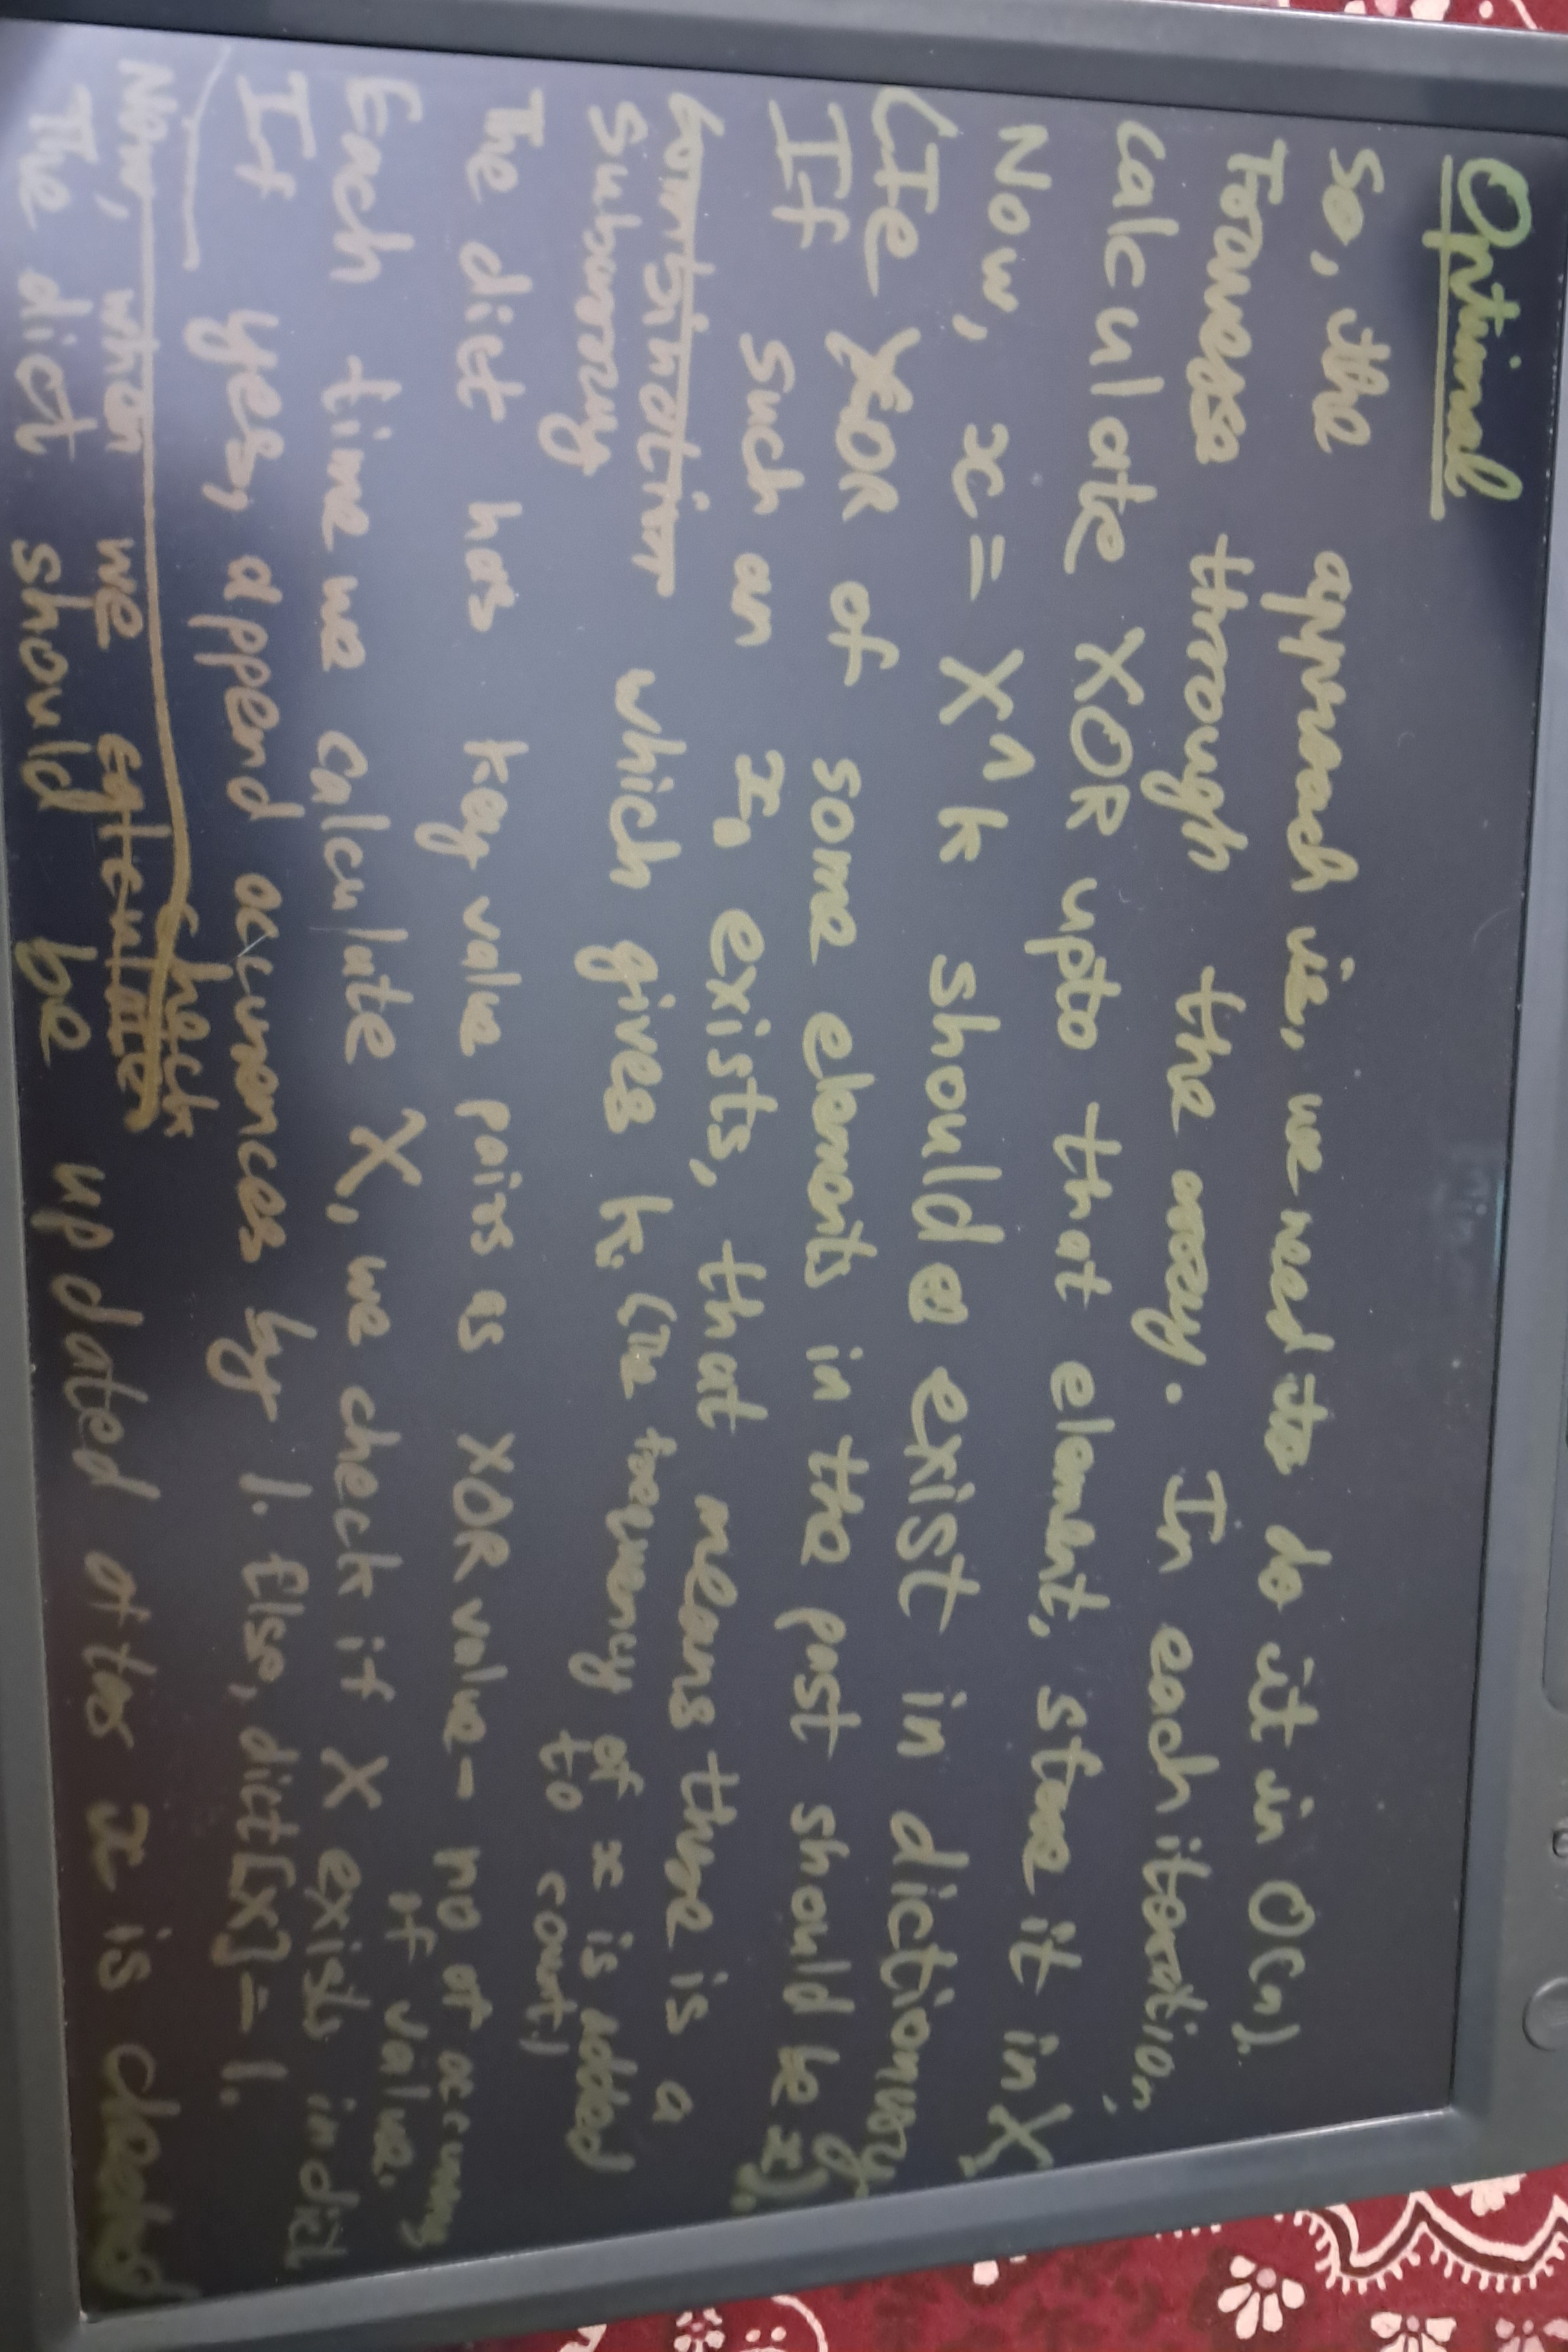 Optimal
So, the approach is, we need to do it in O(n).
Traverse through the array. In each iteration,
calculate XOR upto that element, store it in X.
Now, x = X^k should exist in dictionary
(Ie XOR of some elements in the past should be x).
If such an x exists, that means there is a
combination which gives k. (The frequency of x is added
subarray to count)
The dict has key value pairs as XOR value - no of occurring
of value.
Each time we calculate X, we check if X exists in dict
If yes, append occurences by 1. Else, dict[X]=1.
check
Now, when we calculate
The dict should be updated after x is checked